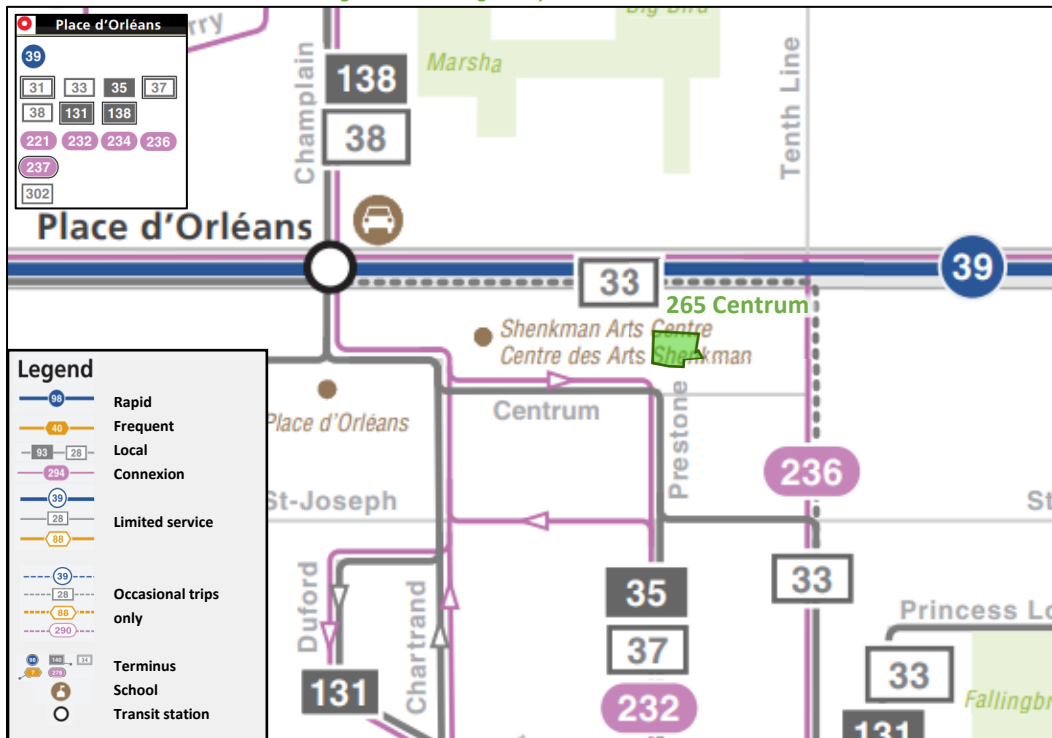 Place d'Orléans
39
31 33 35 37
38 131 138
221 232 234 236
237
302
Champlain
138
38
Marsha
Tenth Line
Place d'Orléans
33
39
265 Centrum
Shenkman Arts Centre
Centre des Arts Shenkman
Place d'Orléans
Centrum
Prestone
236
St-Joseph
St
Duford
Chartrand
131
35
37
232
33
Princess Lo
33
Fallingbr
131
Legend
98 Rapid
40 Frequent
93 28 Local
294 Connexion
39
28 Limited service
88
39
28 Occasional trips
88 only
290
Terminus
School
Transit station